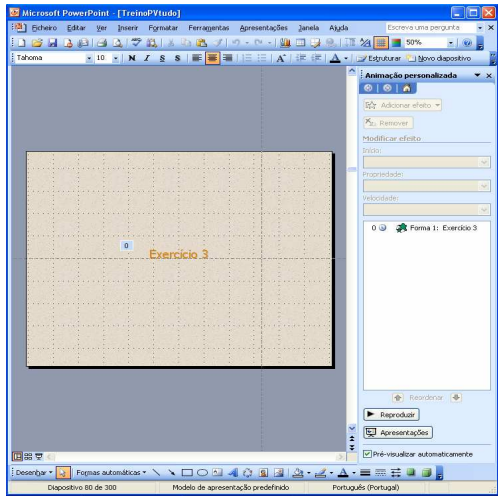 Microsoft PowerPoint - [TreinoPVtudo]
Ficheiro Editar Ver Inserir Formatar Ferramentas Apresentações Janela Ajuda Escreva uma pergunta
50%
Tahoma 10 N I S S A A Estruturar Novo diapositivo
Animação personalizada
Adicionar efeito
Remover
Modificar efeito
Início:
Propriedade:
Velocidade:
0 Forma 1: Exercício 3
0
Exercício 3
Reordenar
Reproduzir
Apresentações
Pré-visualizar automaticamente
Desenhar Formas automáticas A
Diapositivo 80 de 300 Modelo de apresentação predefinido Português (Portugal)